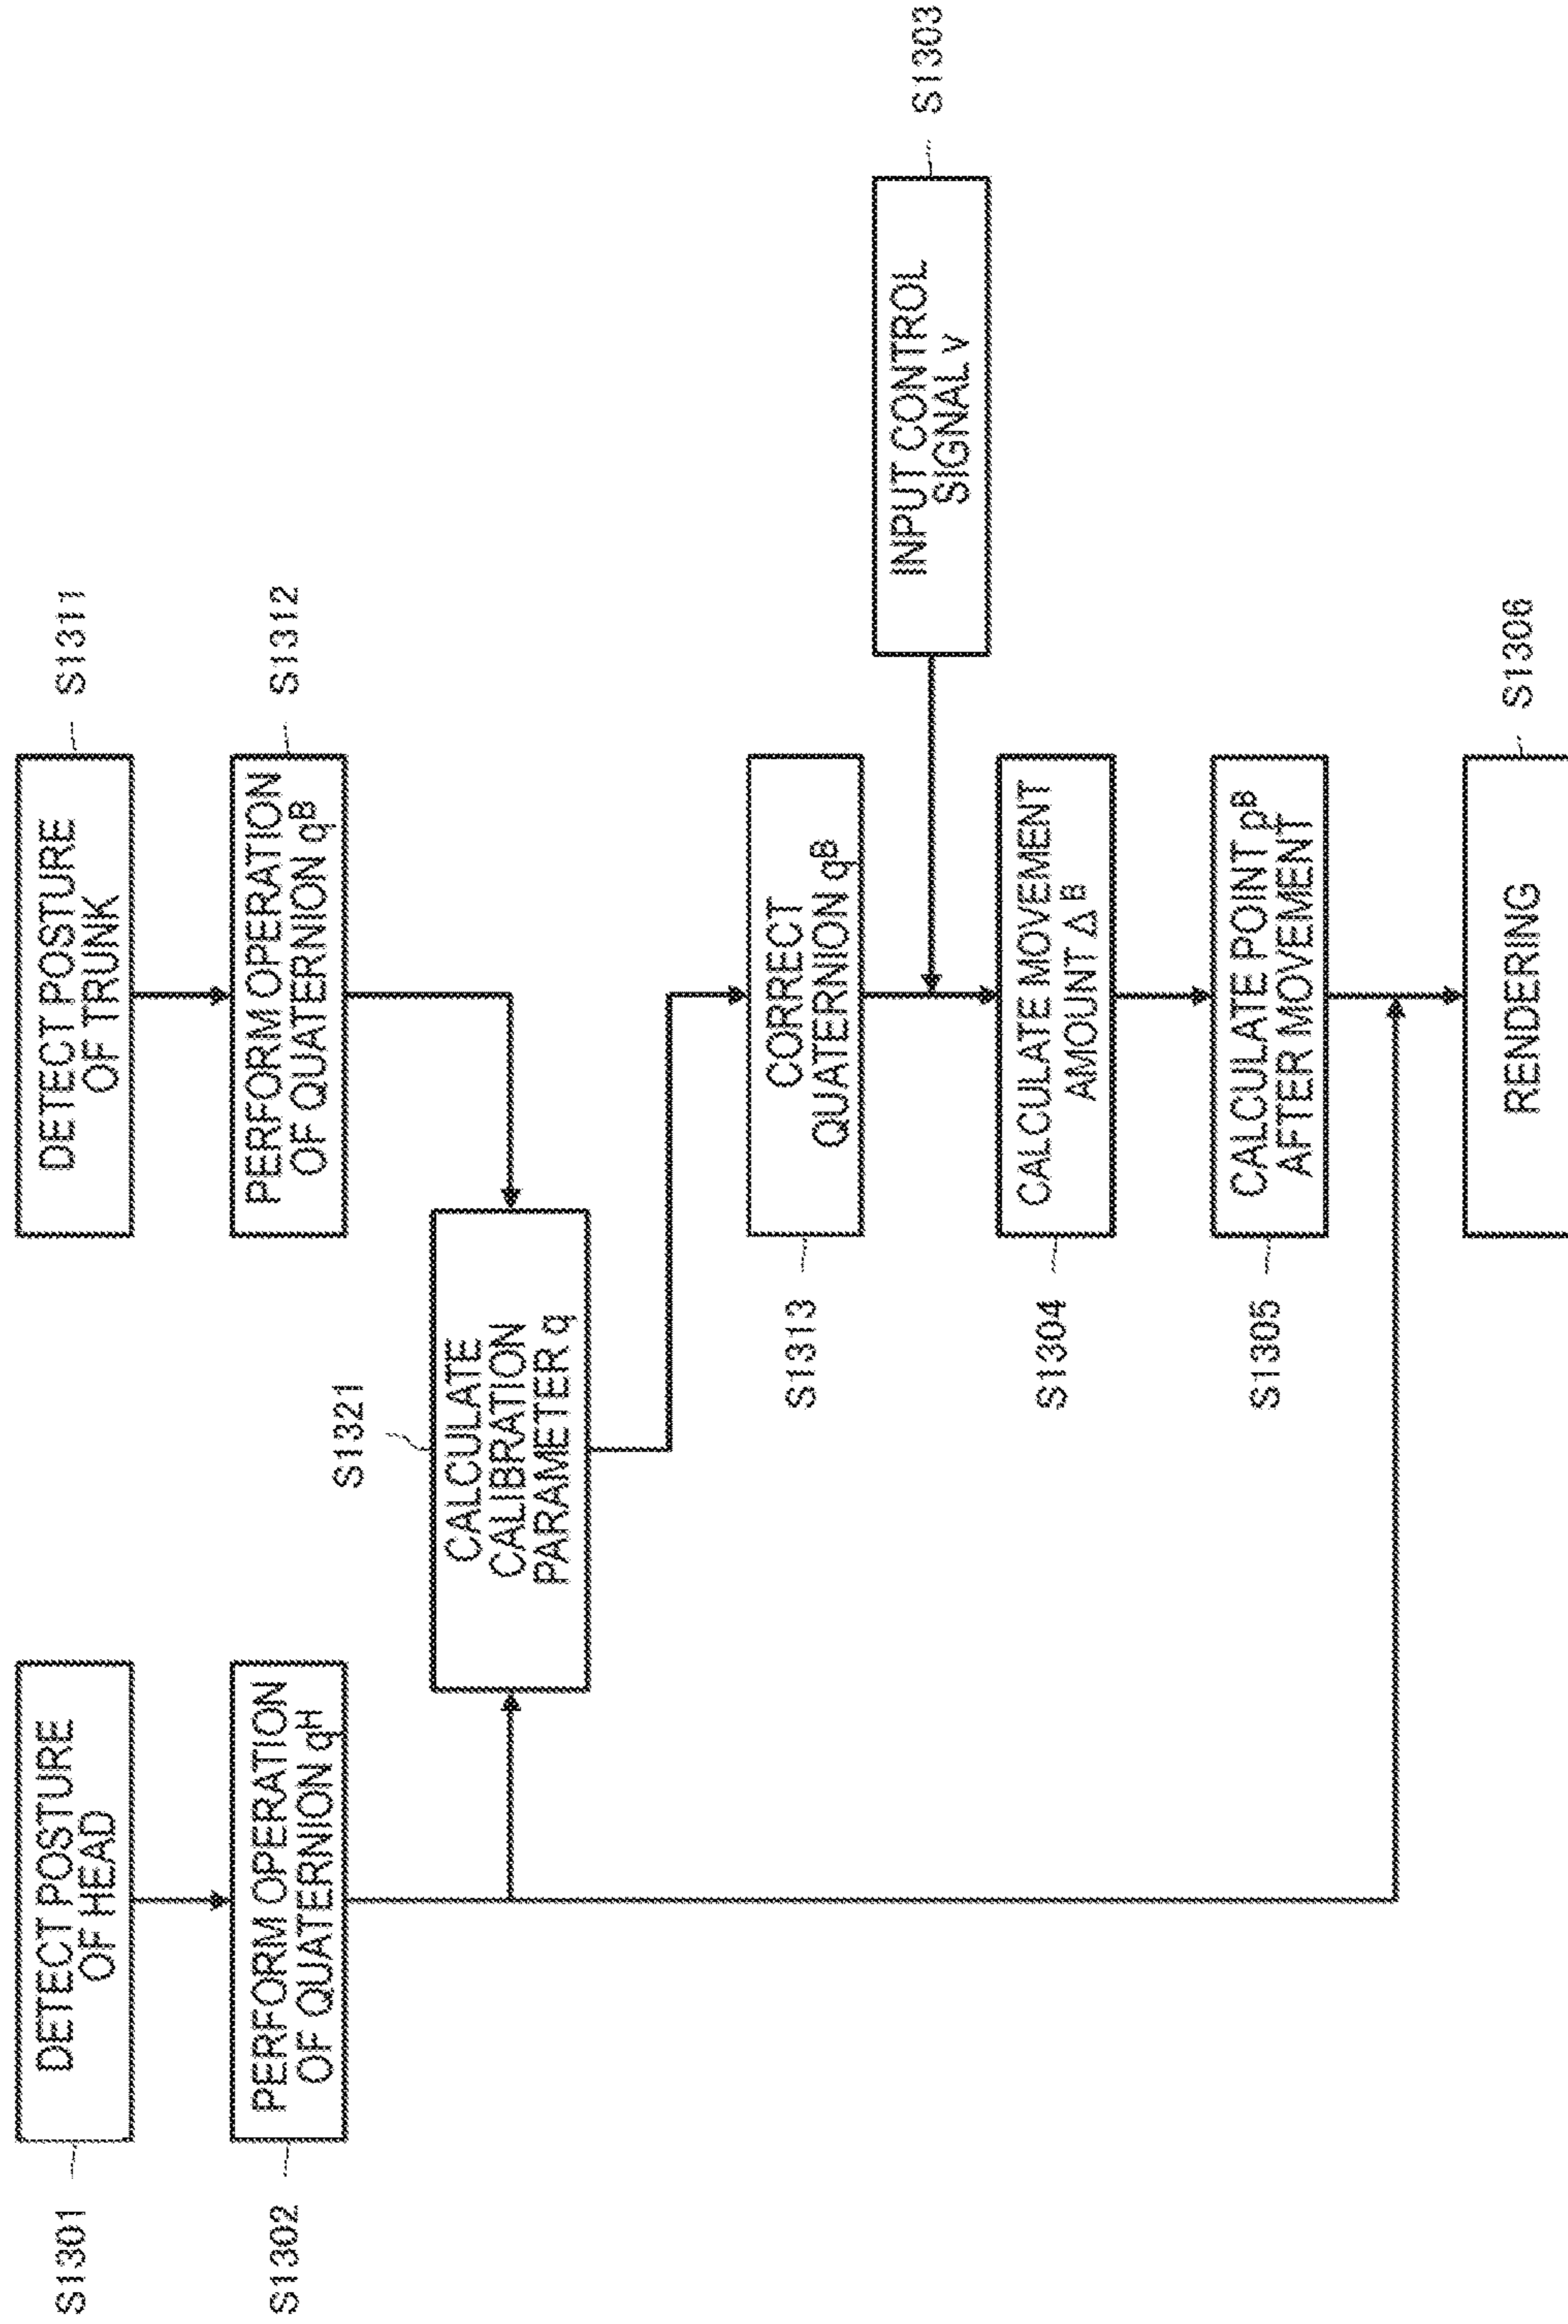 S1301
DETECT POSTURE
OF HEAD
S1302
PERFORM OPERATION
OF QUATERNION q^H
DETECT POSTURE
OF TRUNK
S1311
PERFORM OPERATION
OF QUATERNION q^B
S1312
S1321
CALCULATE
CALIBRATION
PARAMETER q
S1313
CORRECT
QUATERNION q^B
INPUT CONTROL
SIGNAL v
S1303
S1304
CALCULATE MOVEMENT
AMOUNT Δ^B
S1305
CALCULATE POINT p^B
AFTER MOVEMENT
RENDERING
S1306